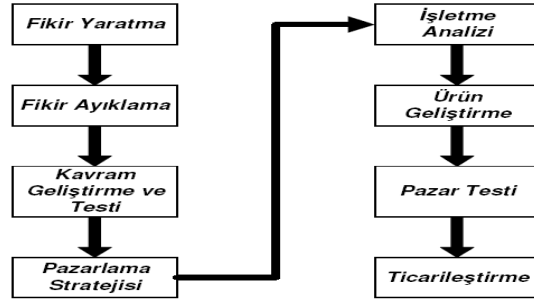 Fikir Yaratma
Fikir Ayıklama
Kavram
Geliştirme ve
Testi
Pazarlama
Stratejisi
İşletme
Analizi
Ürün
Geliştirme
Pazar Testi
Ticarileştirme